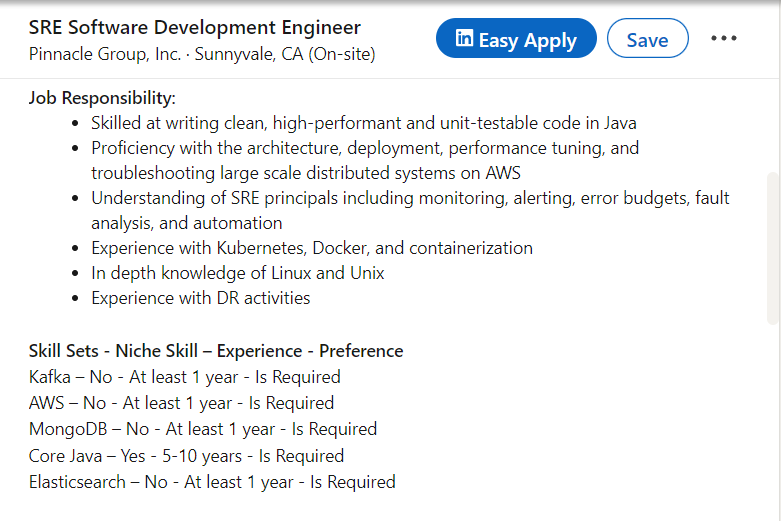 SRE Software Development Engineer
Pinnacle Group, Inc. · Sunnyvale, CA (On-site)
in Easy Apply
Save
Job Responsibility:
• Skilled at writing clean, high-performant and unit-testable code in Java
• Proficiency with the architecture, deployment, performance tuning, and
troubleshooting large scale distributed systems on AWS
• Understanding of SRE principals including monitoring, alerting, error budgets, fault
analysis, and automation
• Experience with Kubernetes, Docker, and containerization
• In depth knowledge of Linux and Unix
• Experience with DR activities
Skill Sets - Niche Skill – Experience - Preference
Kafka – No - At least 1 year - Is Required
AWS – No - At least 1 year - Is Required
MongoDB – No - At least 1 year - Is Required
Core Java – Yes - 5-10 years - Is Required
Elasticsearch – No - At least 1 year - Is Required